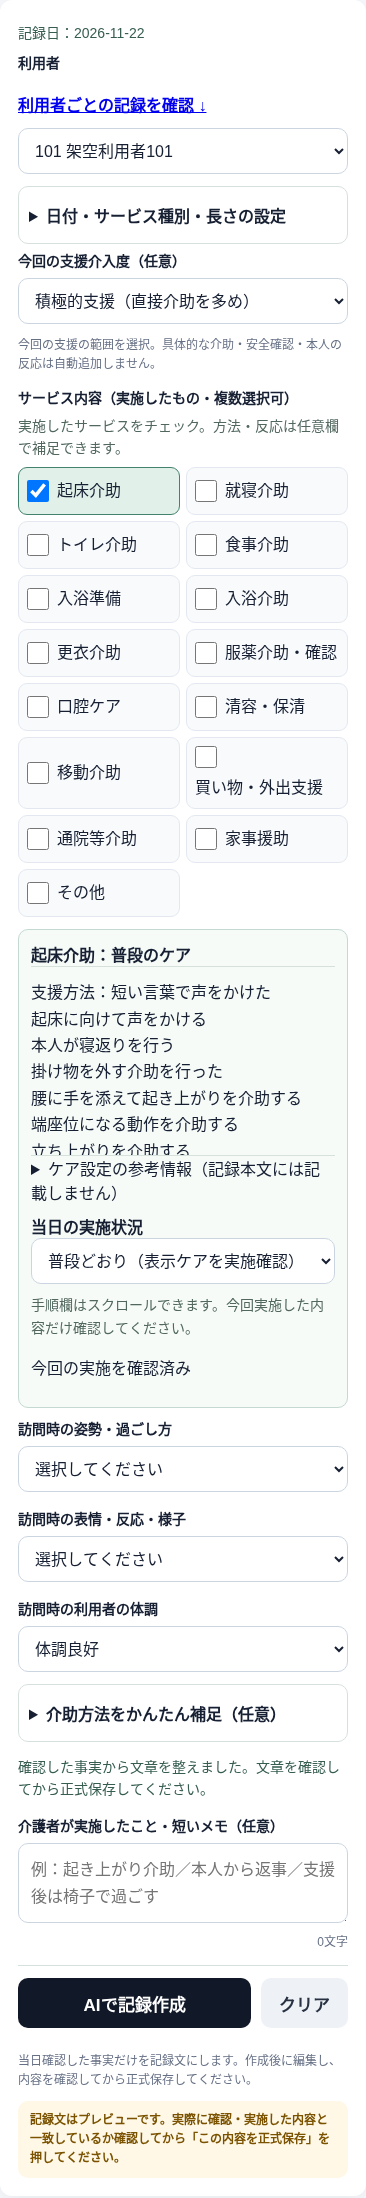 記録日：2026-11-22
利用者
利用者ごとの記録を確認 ↓
101 架空利用者101
▶ 日付・サービス種別・長さの設定
今回の支援介入度（任意）
積極的支援（直接介助を多め）
今回の支援の範囲を選択。具体的な介助・安全確認・本人の
反応は自動追加しません。
サービス内容（実施したもの・複数選択可）
実施したサービスをチェック。方法・反応は任意欄
で補足できます。
起床介助
就寝介助
トイレ介助
食事介助
入浴準備
入浴介助
更衣介助
服薬介助・確認
口腔ケア
清容・保清
移動介助
買い物・外出支援
通院等介助
家事援助
その他
起床介助：普段のケア
支援方法：短い言葉で声をかけた
起床に向けて声をかける
本人が寝返りを行う
掛け物を外す介助を行った
腰に手を添えて起き上がりを介助する
端座位になる動作を介助する
立ち上がりを介助する
▶ ケア設定の参考情報（記録本文には記
載しません）
当日の実施状況
普段どおり（表示ケアを実施確認）
手順欄はスクロールできます。今回実施した内
容だけ確認してください。
今回の実施を確認済み
訪問時の姿勢・過ごし方
選択してください
訪問時の表情・反応・様子
選択してください
訪問時の利用者の体調
体調良好
▶ 介助方法をかんたん補足（任意）
確認した事実から文章を整えました。文章を確認し
てから正式保存してください。
介護者が実施したこと・短いメモ（任意）
例：起き上がり介助／本人から返事／支援
後は椅子で過ごす
0文字
AIで記録作成
クリア
当日確認した事実だけを記録文にします。作成後に編集し、
内容を確認してから正式保存してください。
記録文はプレビューです。実際に確認・実施した内容と
一致しているか確認してから「この内容を正式保存」を
押してください。